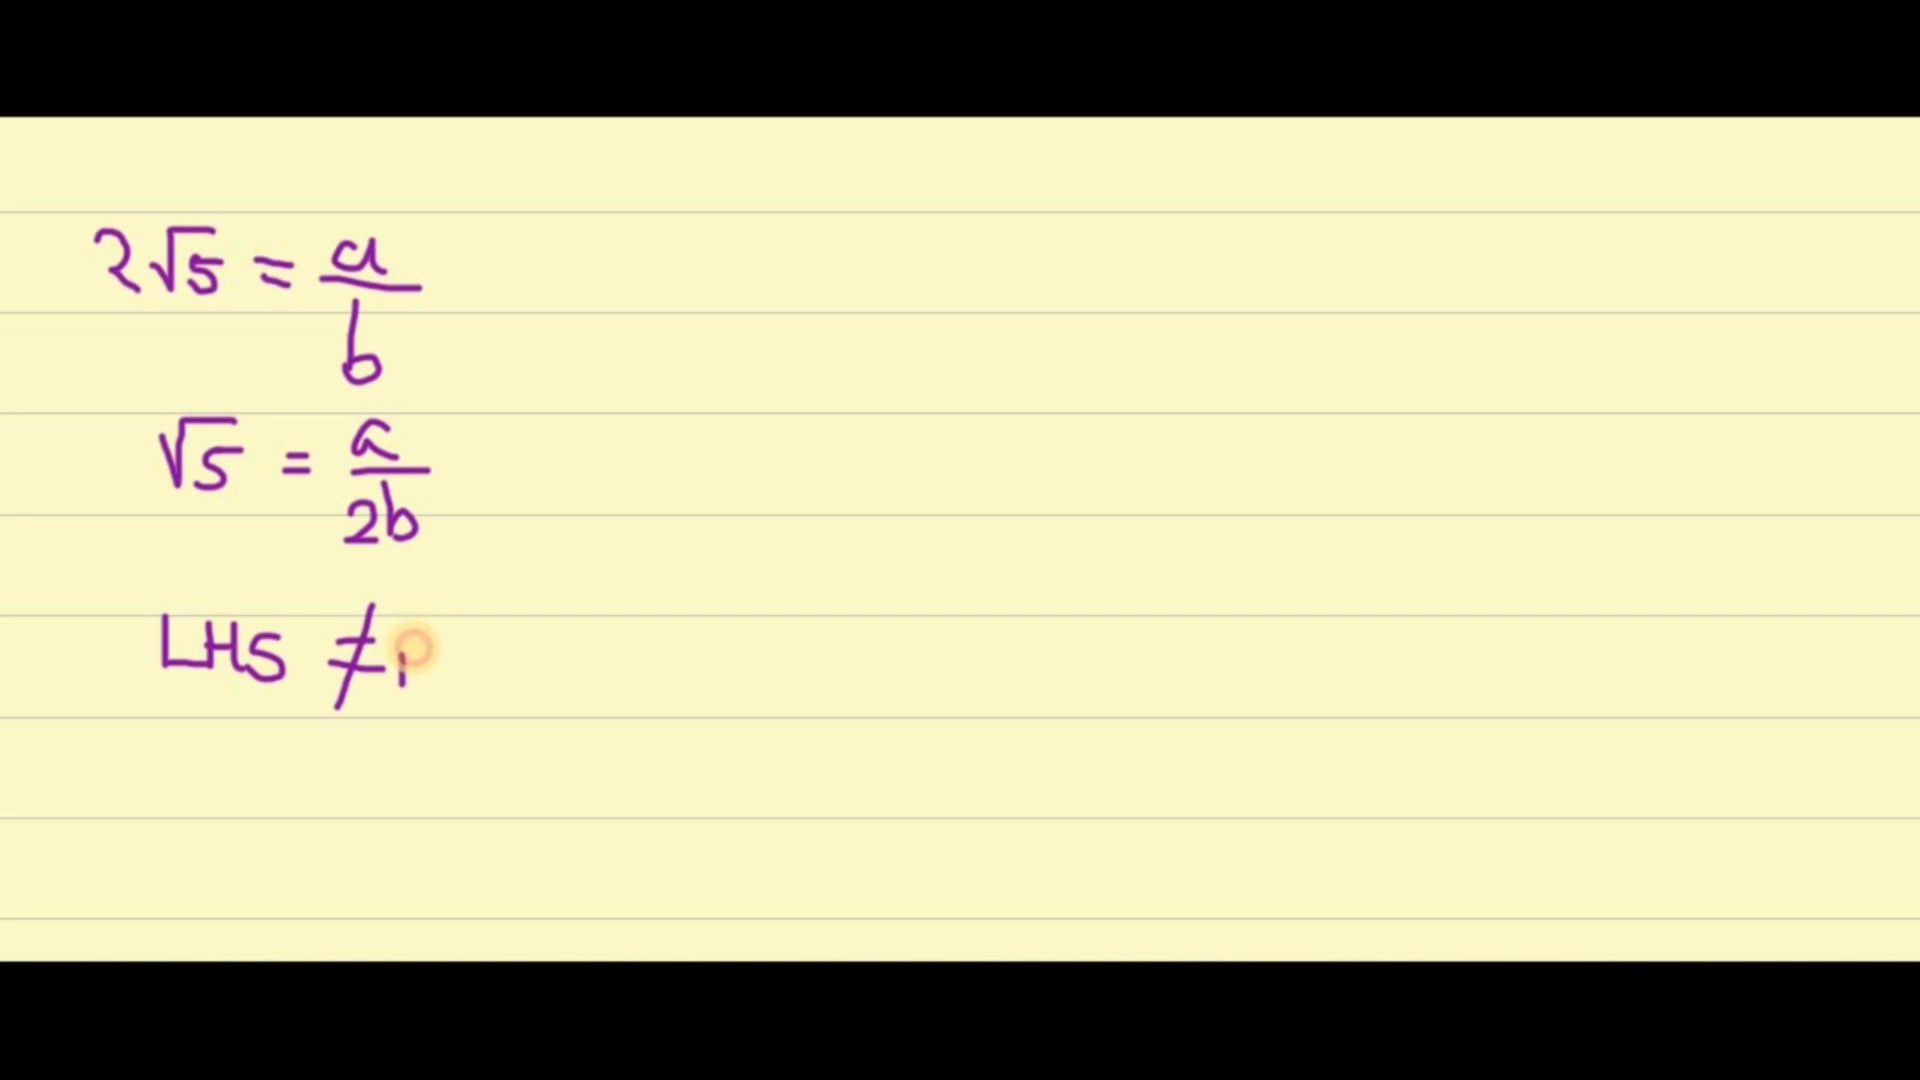 2√5 = a/b
√5 = a/2b
LHS ≠